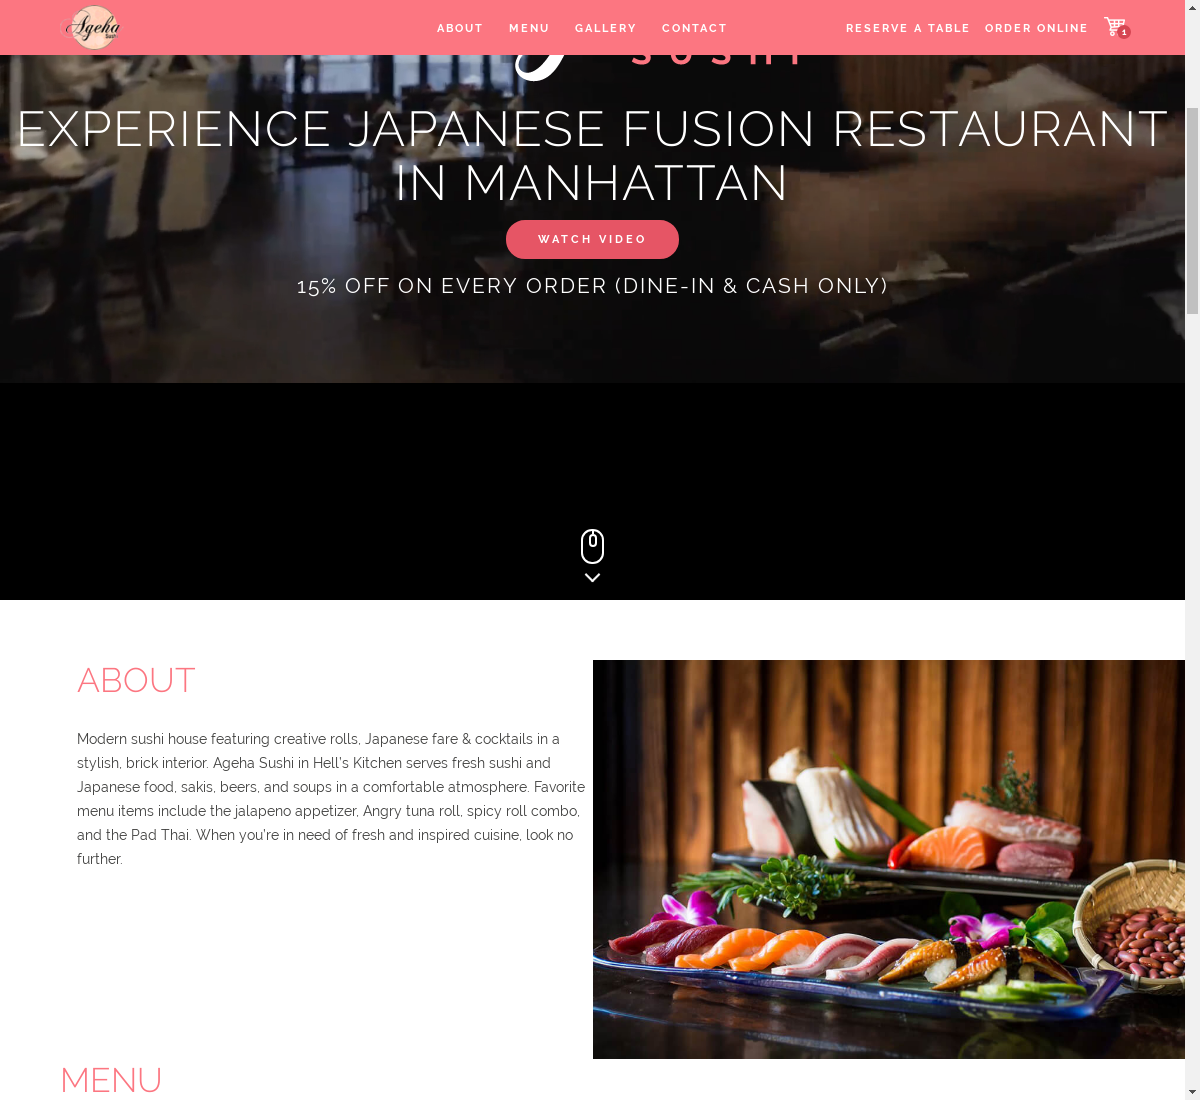 Ageha
ABOUT MENU GALLERY CONTACT RESERVE A TABLE ORDER ONLINE 1
SUSHI
EXPERIENCE JAPANESE FUSION RESTAURANT
IN MANHATTAN
WATCH VIDEO
15% OFF ON EVERY ORDER (DINE-IN & CASH ONLY)
ABOUT
Modern sushi house featuring creative rolls, Japanese fare & cocktails in a
stylish, brick interior. Ageha Sushi in Hell's Kitchen serves fresh sushi and
Japanese food, sakis, beers, and soups in a comfortable atmosphere. Favorite
menu items include the jalapeno appetizer, Angry tuna roll, spicy roll combo,
and the Pad Thai. When you're in need of fresh and inspired cuisine, look no
further.
MENU